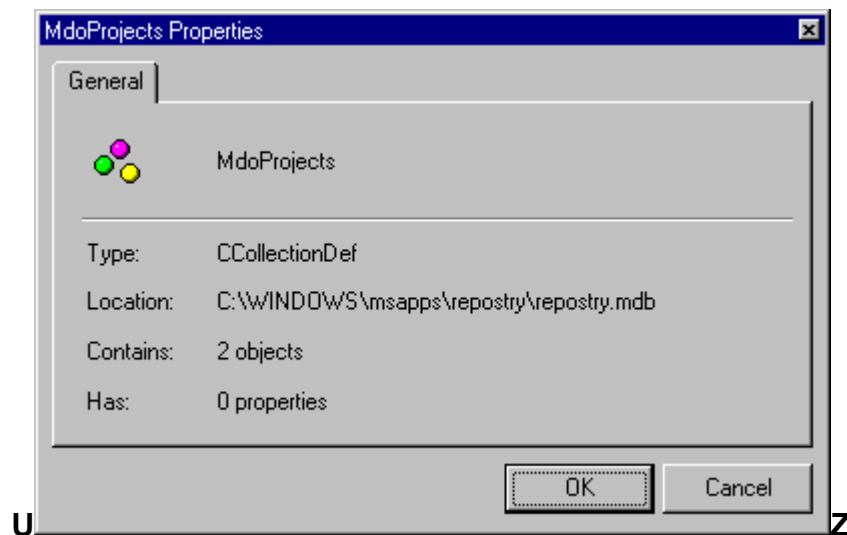 MdoProjects Properties
General
MdoProjects
Type: CCollectionDef
Location: C:\WINDOWS\msapps\repostry\repostry.mdb
Contains: 2 objects
Has: 0 properties
OK Cancel
U Z